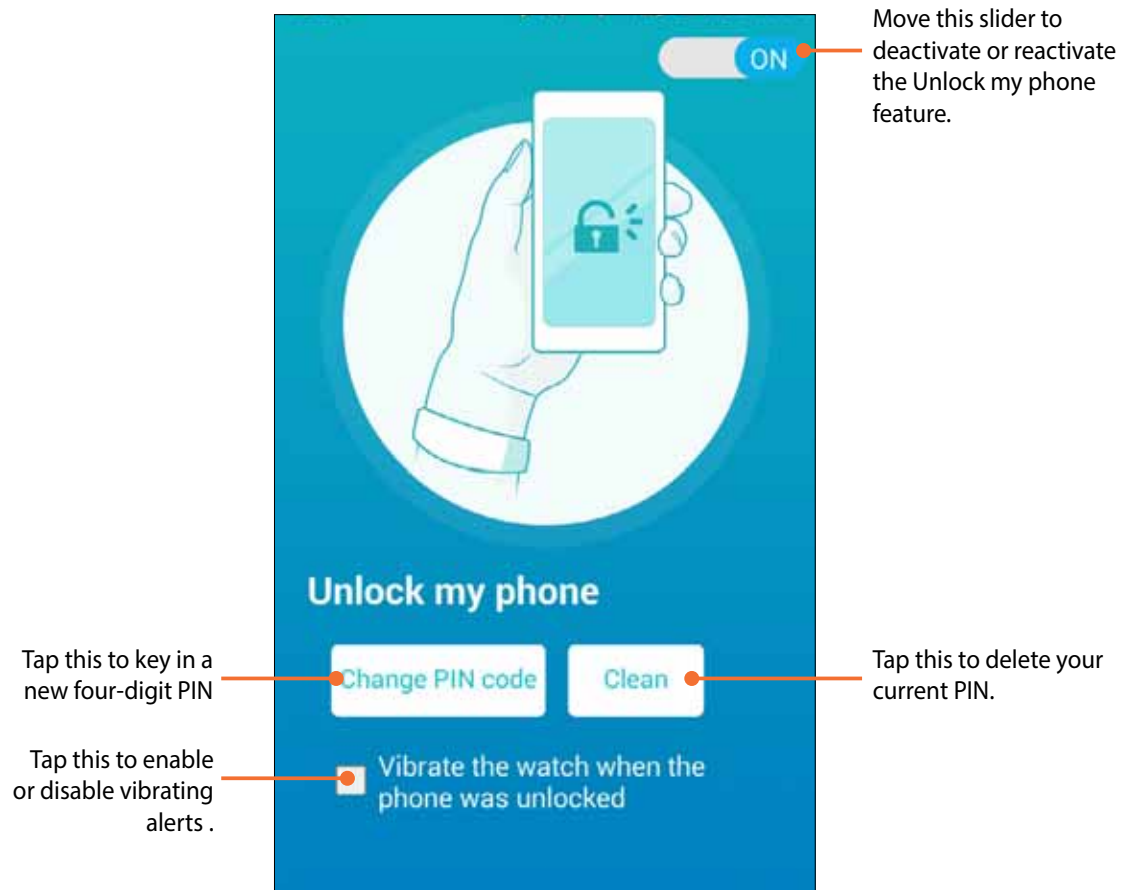 Move this slider to
deactivate or reactivate
the Unlock my phone
feature.
ON
Unlock my phone
Tap this to key in a
new four-digit PIN
Change PIN code
Clean
Tap this to delete your
current PIN.
Tap this to enable
or disable vibrating
alerts .
Vibrate the watch when the
phone was unlocked